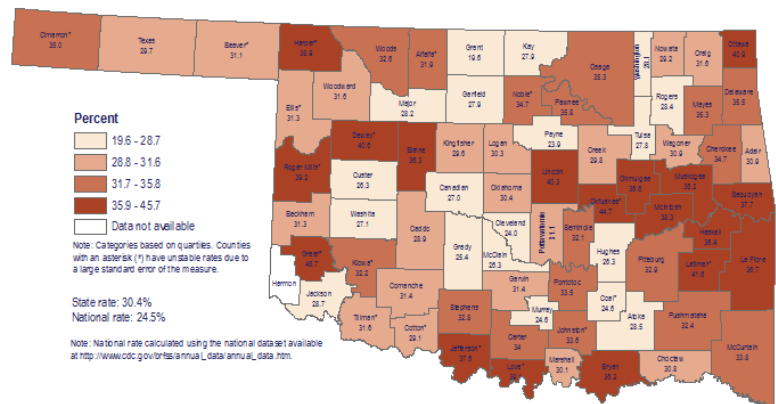 Cimarron*
35.0
Texas
29.7
Beaver*
31.1
Harper*
38.9
Woods
32.6
Alfalfa*
31.9
Grant
19.6
Kay
27.9
Osage
35.3
Washington
28.1
Nowata
29.2
Craig
31.6
Ottawa
40.9
Ellis*
31.3
Woodward
31.6
Major
28.2
Garfield
27.9
Noble*
34.7
Pawnee
35.8
Rogers
28.4
Mayes
35.3
Delaware
35.5
Percent
19.6 - 28.7
28.8 - 31.6
31.7 - 35.8
35.9 - 45.7
Data not available
Note: Categories based on quartiles. Counties
with an asterisk (*) have unstable rates due to
a large standard error of the measure.
State rate: 30.4%
National rate: 24.5%
Note: National rate calculated using the national dataset available
at http://www.cdc.gov/brfss/annual_data/annual_data.htm.
Dewey*
40.6
Blaine
36.3
Kingfisher
29.6
Logan
30.3
Payne
23.9
Creek
29.8
Tulsa
27.8
Wagoner
30.9
Cherokee
34.7
Adair
30.9
Roger Mills*
39.2
Custer
26.3
Canadian
27.0
Oklahoma
30.4
Lincoln
40.3
Okmulgee
Muskogee
Sequoyah
37.7
Beckham
31.3
Washita
27.1
Caddo
28.9
Grady
25.4
Cleveland
24.0
McClain
26.3
Pottawatomie
31.1
Seminole
32.1
Okfuskee*
44.7
McIntosh
38.3
Hughes
26.3
Haskell
Pittsburg
32.9
Latimer*
Le Flore
Greer*
45.7
Kiowa*
32.2
Harmon
Jackson
28.7
Comanche
31.4
Tillman*
31.6
Cotton*
29.1
Stephens
32.8
Garvin
31.4
Murray
24.6
Pontotoc
33.5
Coal*
24.6
Atoka
28.5
Pushmataha
32.4
McCurtain
33.8
Jefferson*
37.6
Carter
34
Love*
Johnston*
33.6
Marshall
30.1
Bryan
36.2
Choctaw
30.8